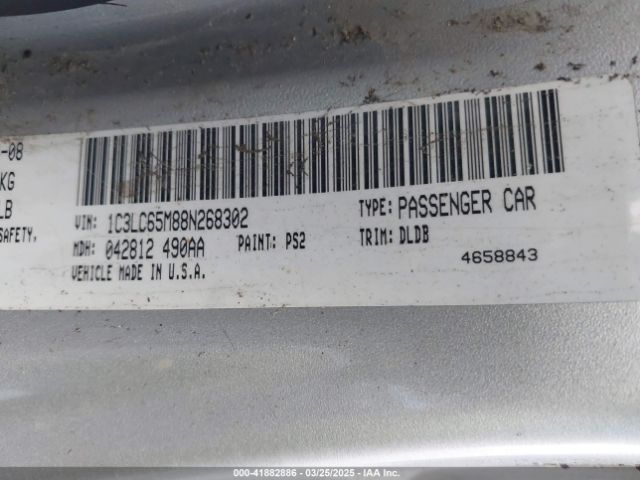 -08
KG
LB
SAFETY,
VIN: 1C3LC65M88N268302
TYPE: PASSENGER CAR
MDH: 042812 490AA PAINT: PS2
TRIM: DLDB
VEHICLE MADE IN U.S.A.
4658843
000-41882886 - 03/25/2025 - IAA Inc.